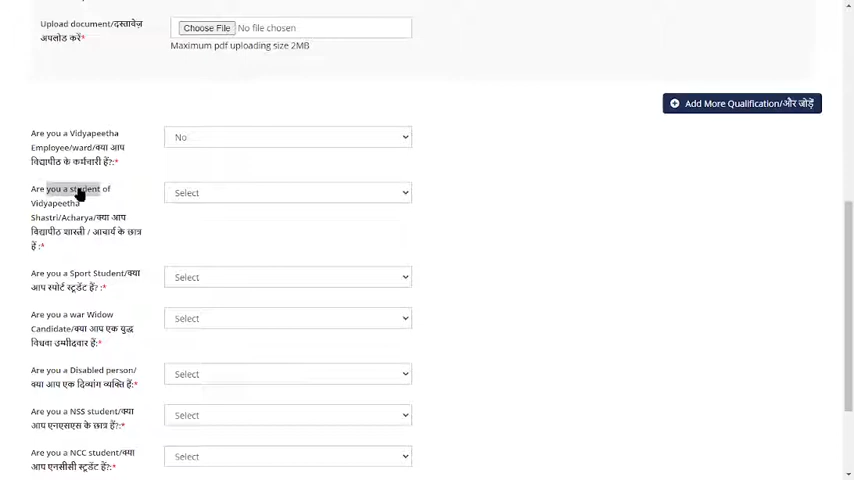 Upload document/दस्तावेज़
अपलोड करें*
Choose File No file chosen
Maximum pdf uploading size 2MB
Add More Qualification/और जोड़ें
Are you a Vidyapeetha
Employee/ward/क्या आप
विद्यापीठ के कर्मचारी हैं?:*
No
Are you a student of
Vidyapeetha
Shastri/Acharya/क्या आप
विद्यापीठ शास्त्री / आचार्य के छात्र
हैं :*
Select
Are you a Sport Student/क्या
आप स्पोर्ट स्टूडेंट हैं? :*
Select
Are you a war Widow
Candidate/क्या आप एक युद्ध
विधवा उम्मीदवार हैं:*
Select
Are you a Disabled person/
क्या आप एक दिव्यांग व्यक्ति हैं:*
Select
Are you a NSS student/क्या
आप एनएसएस के छात्र हैं?:*
Select
Are you a NCC student/क्या
आप एनसीसी स्टूडेंट हैं?:*
Select